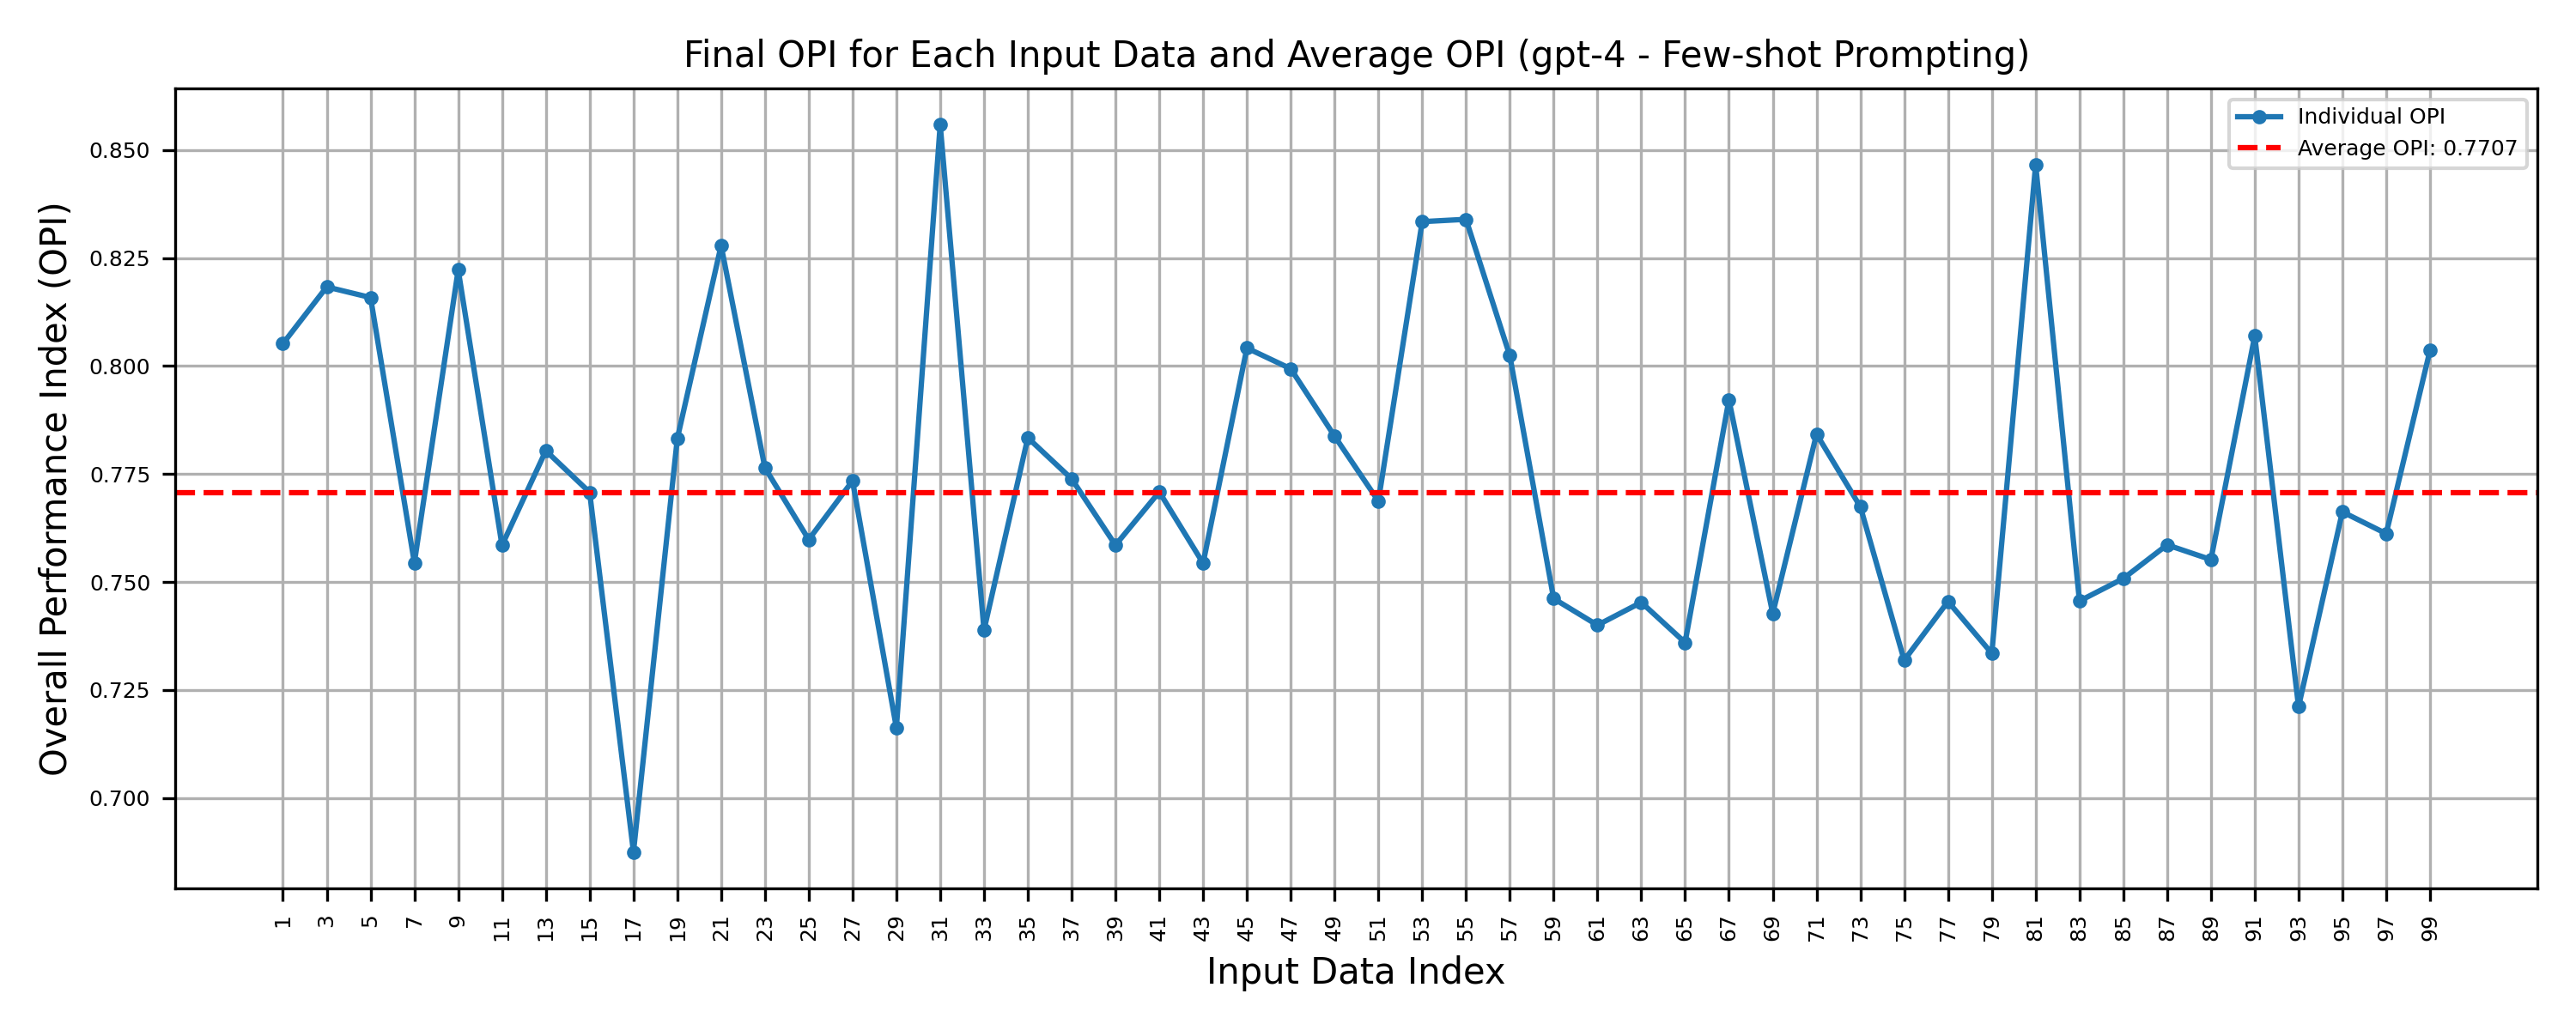 Final OPI for Each Input Data and Average OPI (gpt-4 - Few-shot Prompting)
Individual OPI
Average OPI: 0.7707
Overall Performance Index (OPI)
0.850
0.825
0.800
0.775
0.750
0.725
0.700
1 3 5 7 9 11 13 15 17 19 21 23 25 27 29 31 33 35 37 39 41 43 45 47 49 51 53 55 57 59 61 63 65 67 69 71 73 75 77 79 81 83 85 87 89 91 93 95 97 99
Input Data Index